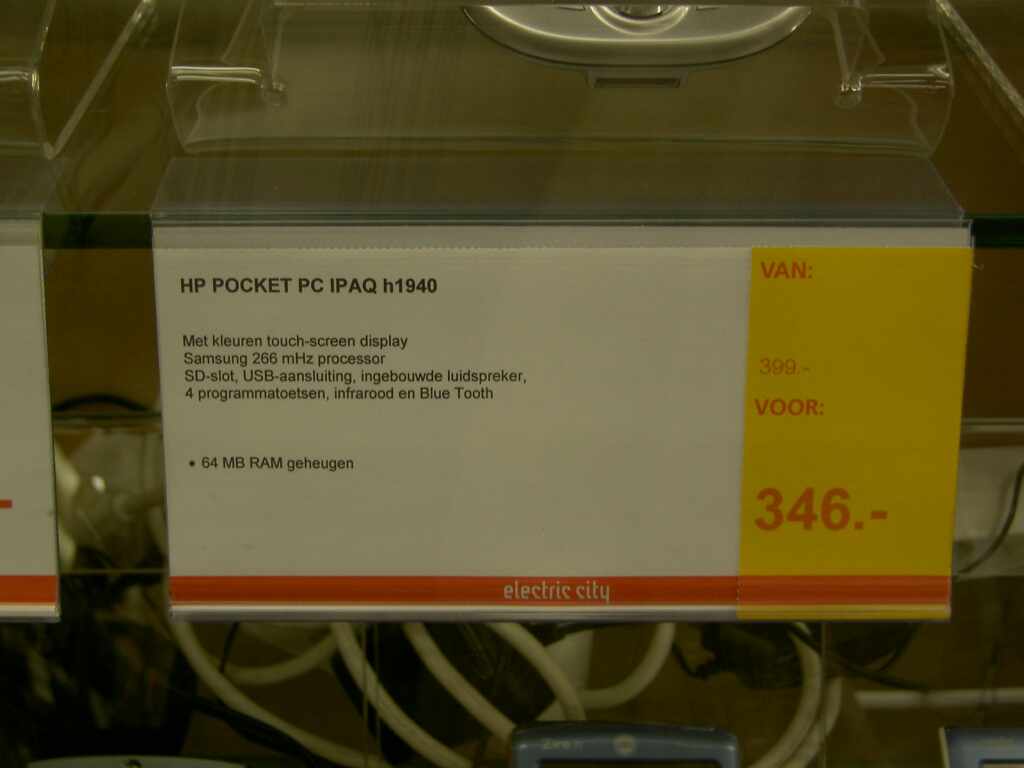 HP POCKET PC IPAQ h1940
Met kleuren touch-screen display
Samsung 266 mHz processor
SD-slot, USB-aansluiting, ingebouwde luidspreker,
4 programmatoetsen, infrarood en Blue Tooth
• 64 MB RAM geheugen
VAN:
399.-
VOOR:
346.-
electric city